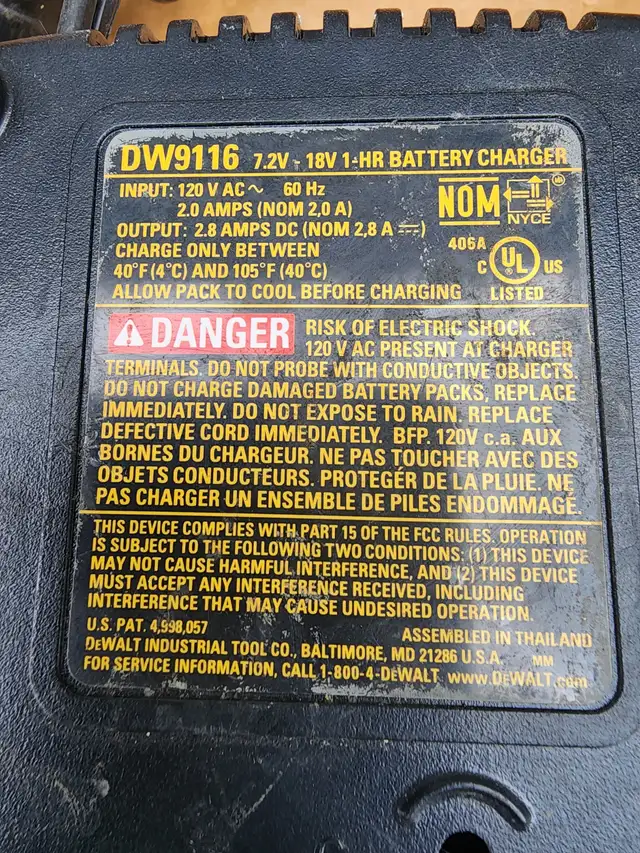 DW9116 7.2V - 18V 1-HR BATTERY CHARGER
INPUT: 120 V AC ~ 60 Hz
2.0 AMPS (NOM 2,0 A)
OUTPUT: 2.8 AMPS DC (NOM 2,8 A ⎓)
CHARGE ONLY BETWEEN
40°F (4°C) AND 105°F (40°C)
ALLOW PACK TO COOL BEFORE CHARGING
NOM
NYCE
406A
C UL US
LISTED
DANGER
RISK OF ELECTRIC SHOCK.
120 V AC PRESENT AT CHARGER
TERMINALS. DO NOT PROBE WITH CONDUCTIVE OBJECTS.
DO NOT CHARGE DAMAGED BATTERY PACKS, REPLACE
IMMEDIATELY. DO NOT EXPOSE TO RAIN, REPLACE
DEFECTIVE CORD IMMEDIATELY. BFP. 120V c.a. AUX
BORNES DU CHARGEUR. NE PAS TOUCHER AVEC DES
OBJETS CONDUCTEURS. PROTEGÉR DE LA PLUIE. NE
PAS CHARGER UN ENSEMBLE DE PILES ENDOMMAGÉ.
THIS DEVICE COMPLIES WITH PART 15 OF THE FCC RULES. OPERATION
IS SUBJECT TO THE FOLLOWING TWO CONDITIONS: (1) THIS DEVICE
MAY NOT CAUSE HARMFUL INTERFERENCE, AND (2) THIS DEVICE
MUST ACCEPT ANY INTERFERENCE RECEIVED, INCLUDING
INTERFERENCE THAT MAY CAUSE UNDESIRED OPERATION.
U.S. PAT. 4,998,057
ASSEMBLED IN THAILAND
DEWALT INDUSTRIAL TOOL CO., BALTIMORE, MD 21286 U.S.A. MM
FOR SERVICE INFORMATION, CALL 1-800-4-DEWALT www.DEWALT.com